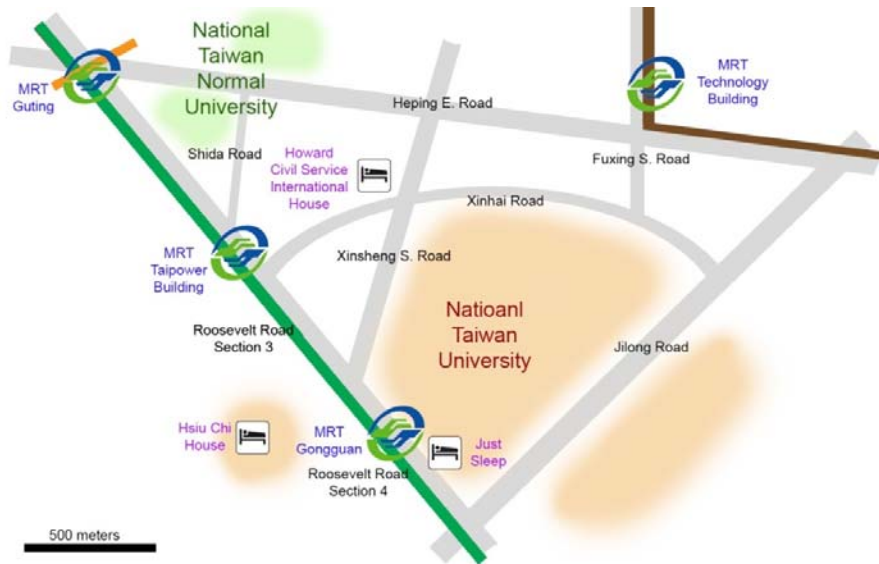 National
Taiwan
Normal
University
MRT
Guting
MRT
Technology
Building
Heping E. Road
Shida Road
Howard
Civil Service
International
House
Fuxing S. Road
Xinhai Road
MRT
Taipower
Building
Xinsheng S. Road
Natioanl
Taiwan
University
Roosevelt Road
Section 3
Jilong Road
Hsiu Chi
House
MRT
Gongguan
Just
Sleep
Roosevelt Road
Section 4
500 meters